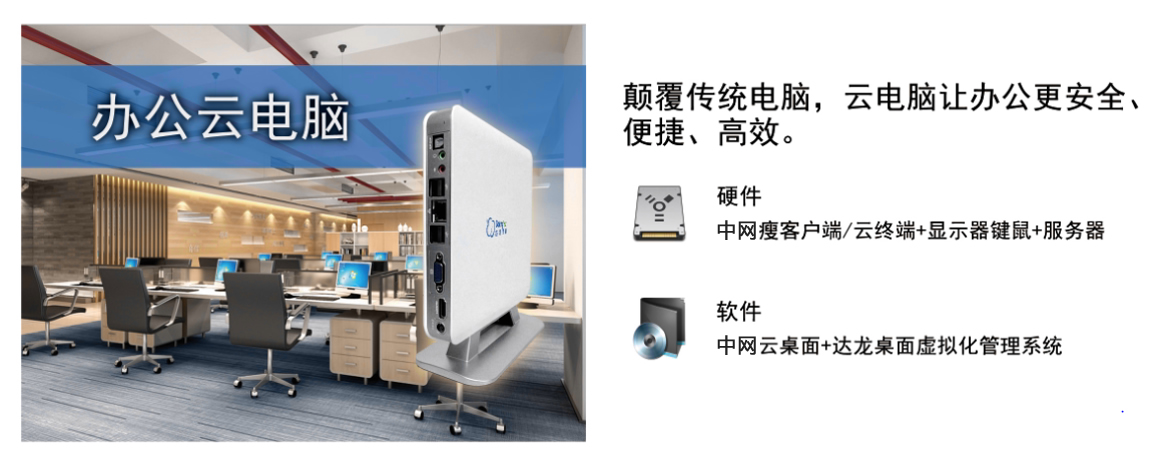 办公云电脑
颠覆传统电脑，云电脑让办公更安全、
便捷、高效。
硬件
中网瘦客户端/云终端+显示器键鼠+服务器
软件
中网云桌面+达龙桌面虚拟化管理系统